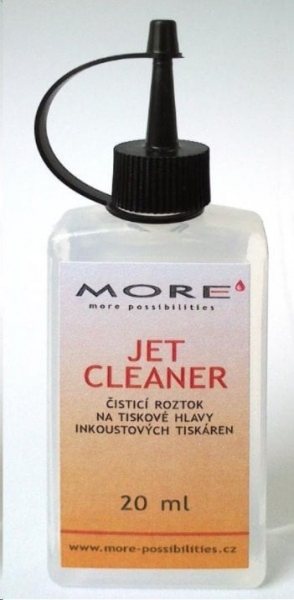 MORE
more possibilities
JET
CLEANER
ČISTICÍ ROZTOK
NA TISKOVÉ HLAVY
INKOUSTOVÝCH TISKÁREN
20 ml
www.more-possibilities.cz